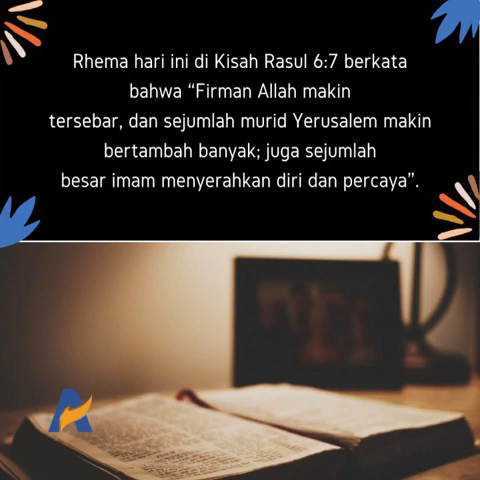 Rhema hari ini di Kisah Rasul 6:7 berkata
bahwa “Firman Allah makin
tersebar, dan sejumlah murid Yerusalem makin
bertambah banyak; juga sejumlah
besar imam menyerahkan diri dan percaya”.